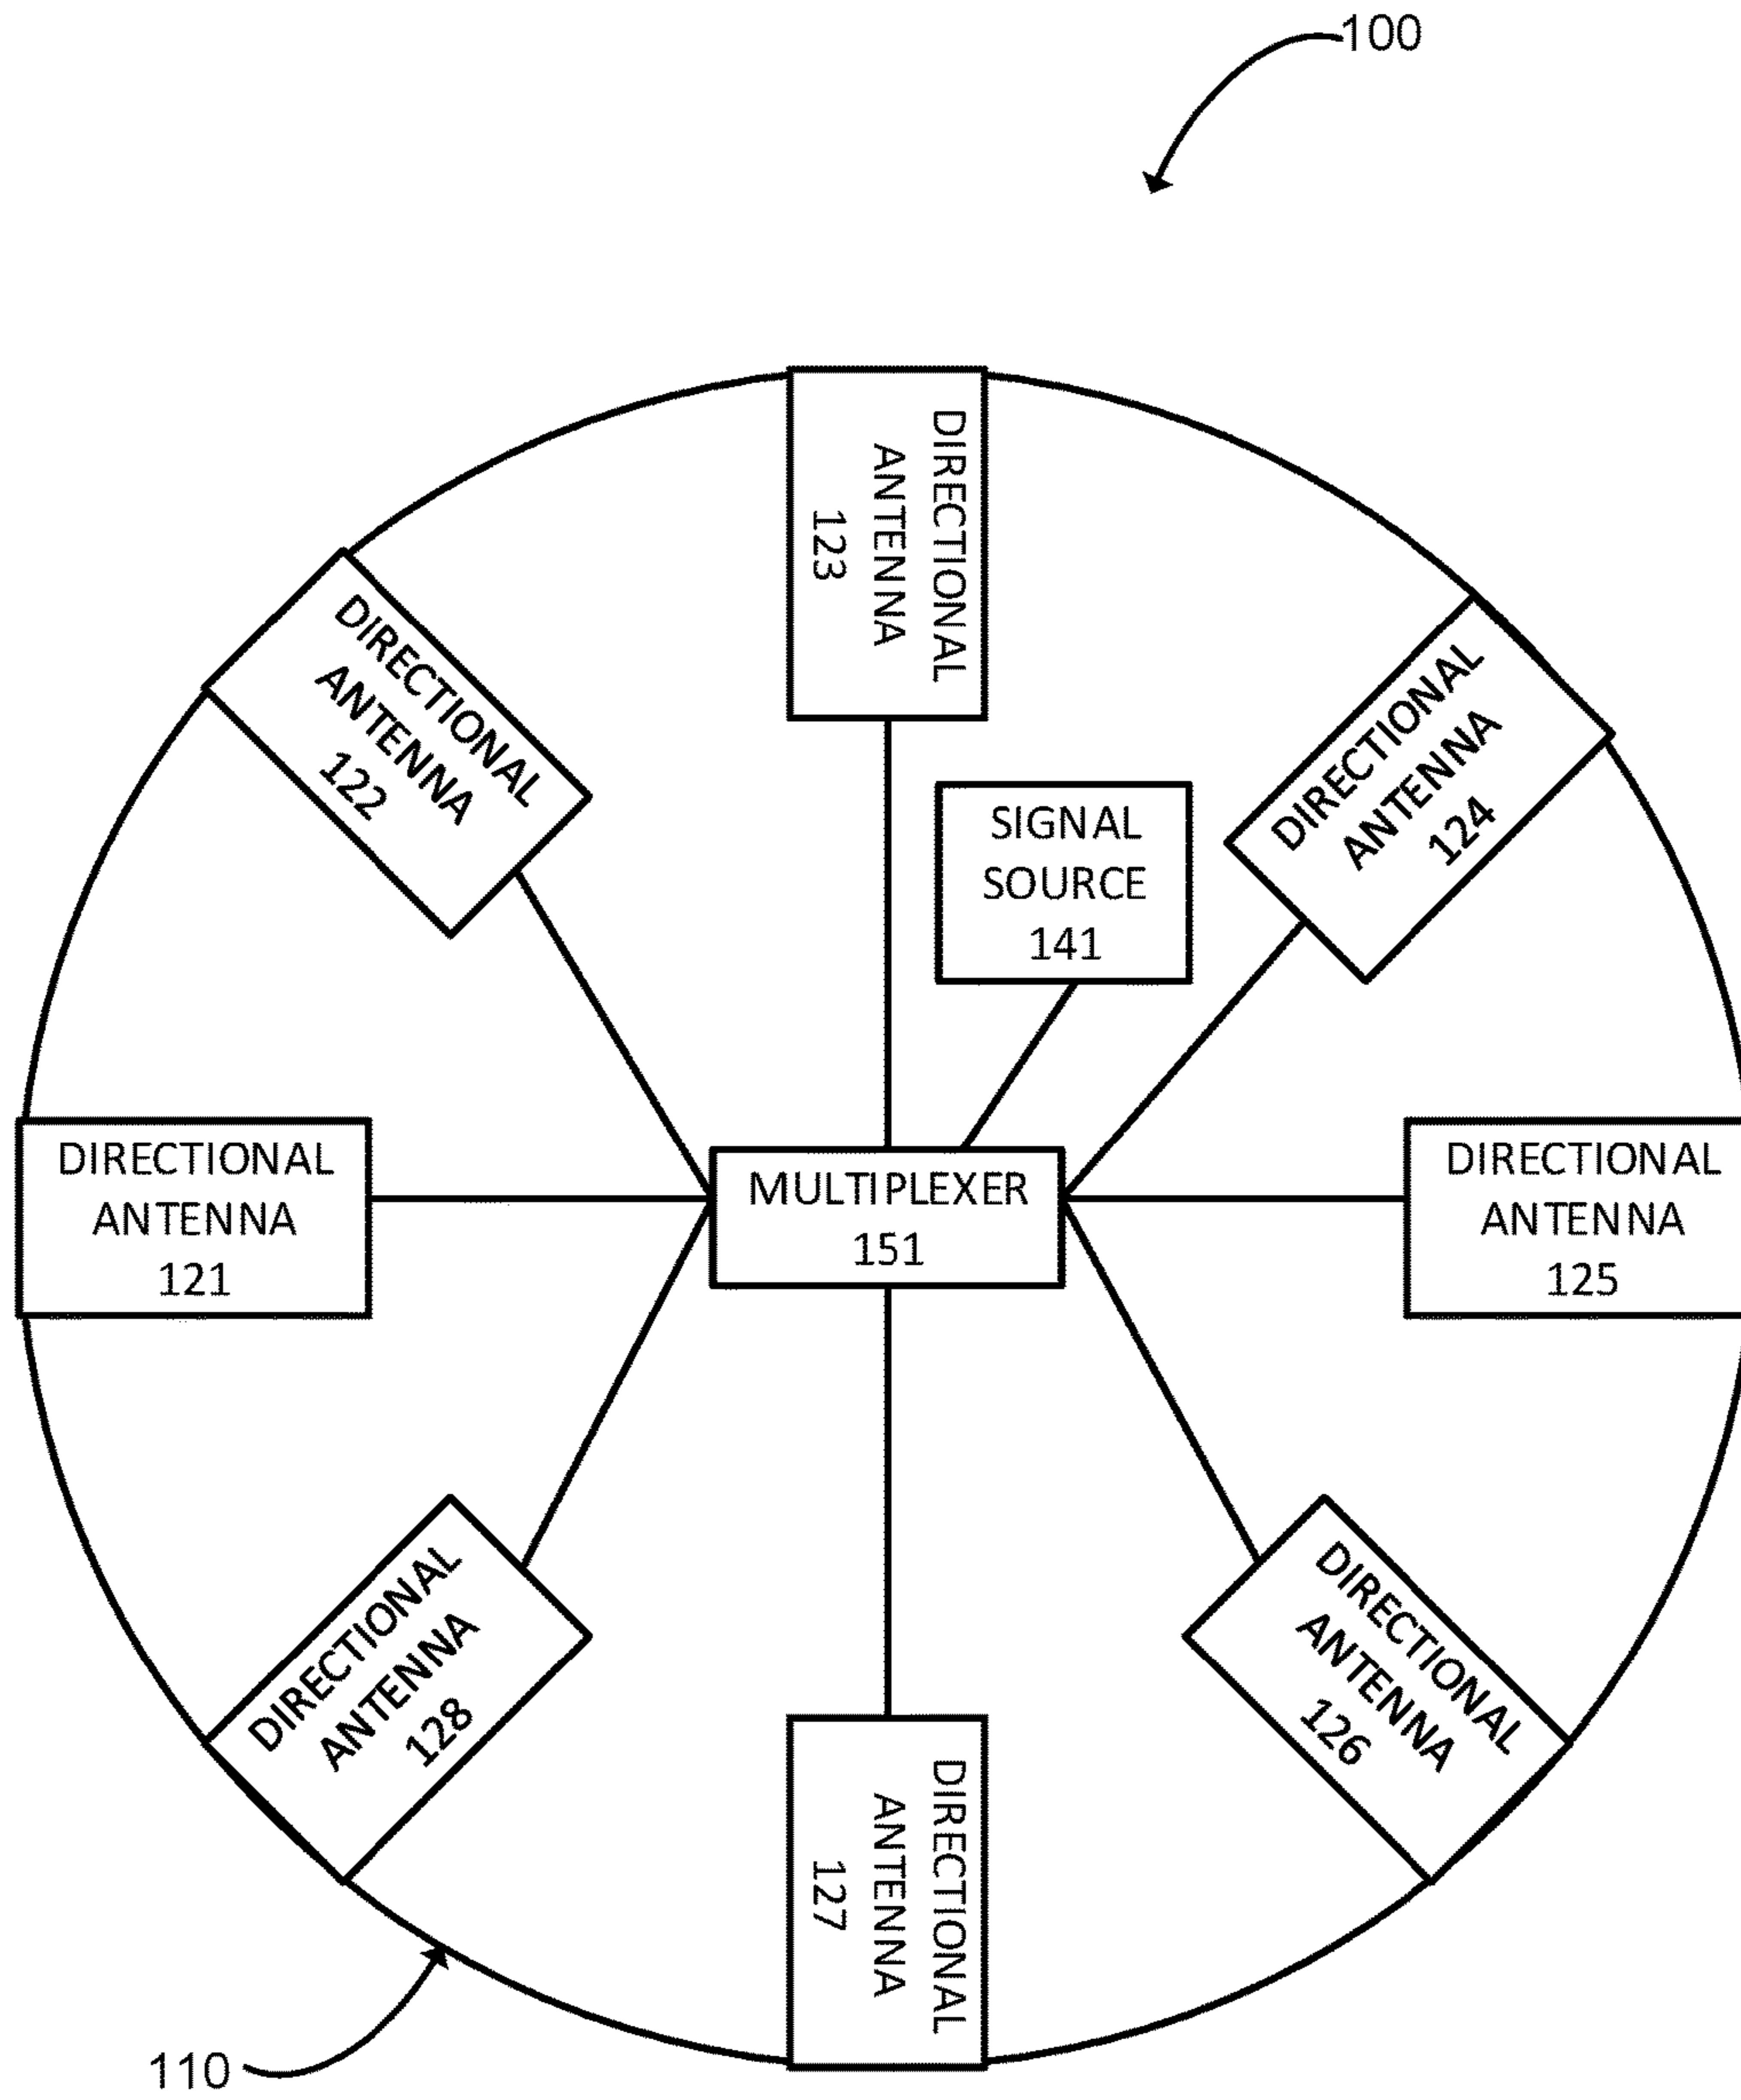 100
DIRECTIONAL
ANTENNA
123
DIRECTIONAL
ANTENNA
122
DIRECTIONAL
ANTENNA
124
SIGNAL
SOURCE
141
DIRECTIONAL
ANTENNA
121
MULTIPLEXER
151
DIRECTIONAL
ANTENNA
125
DIRECTIONAL
ANTENNA
128
DIRECTIONAL
ANTENNA
126
DIRECTIONAL
ANTENNA
127
110